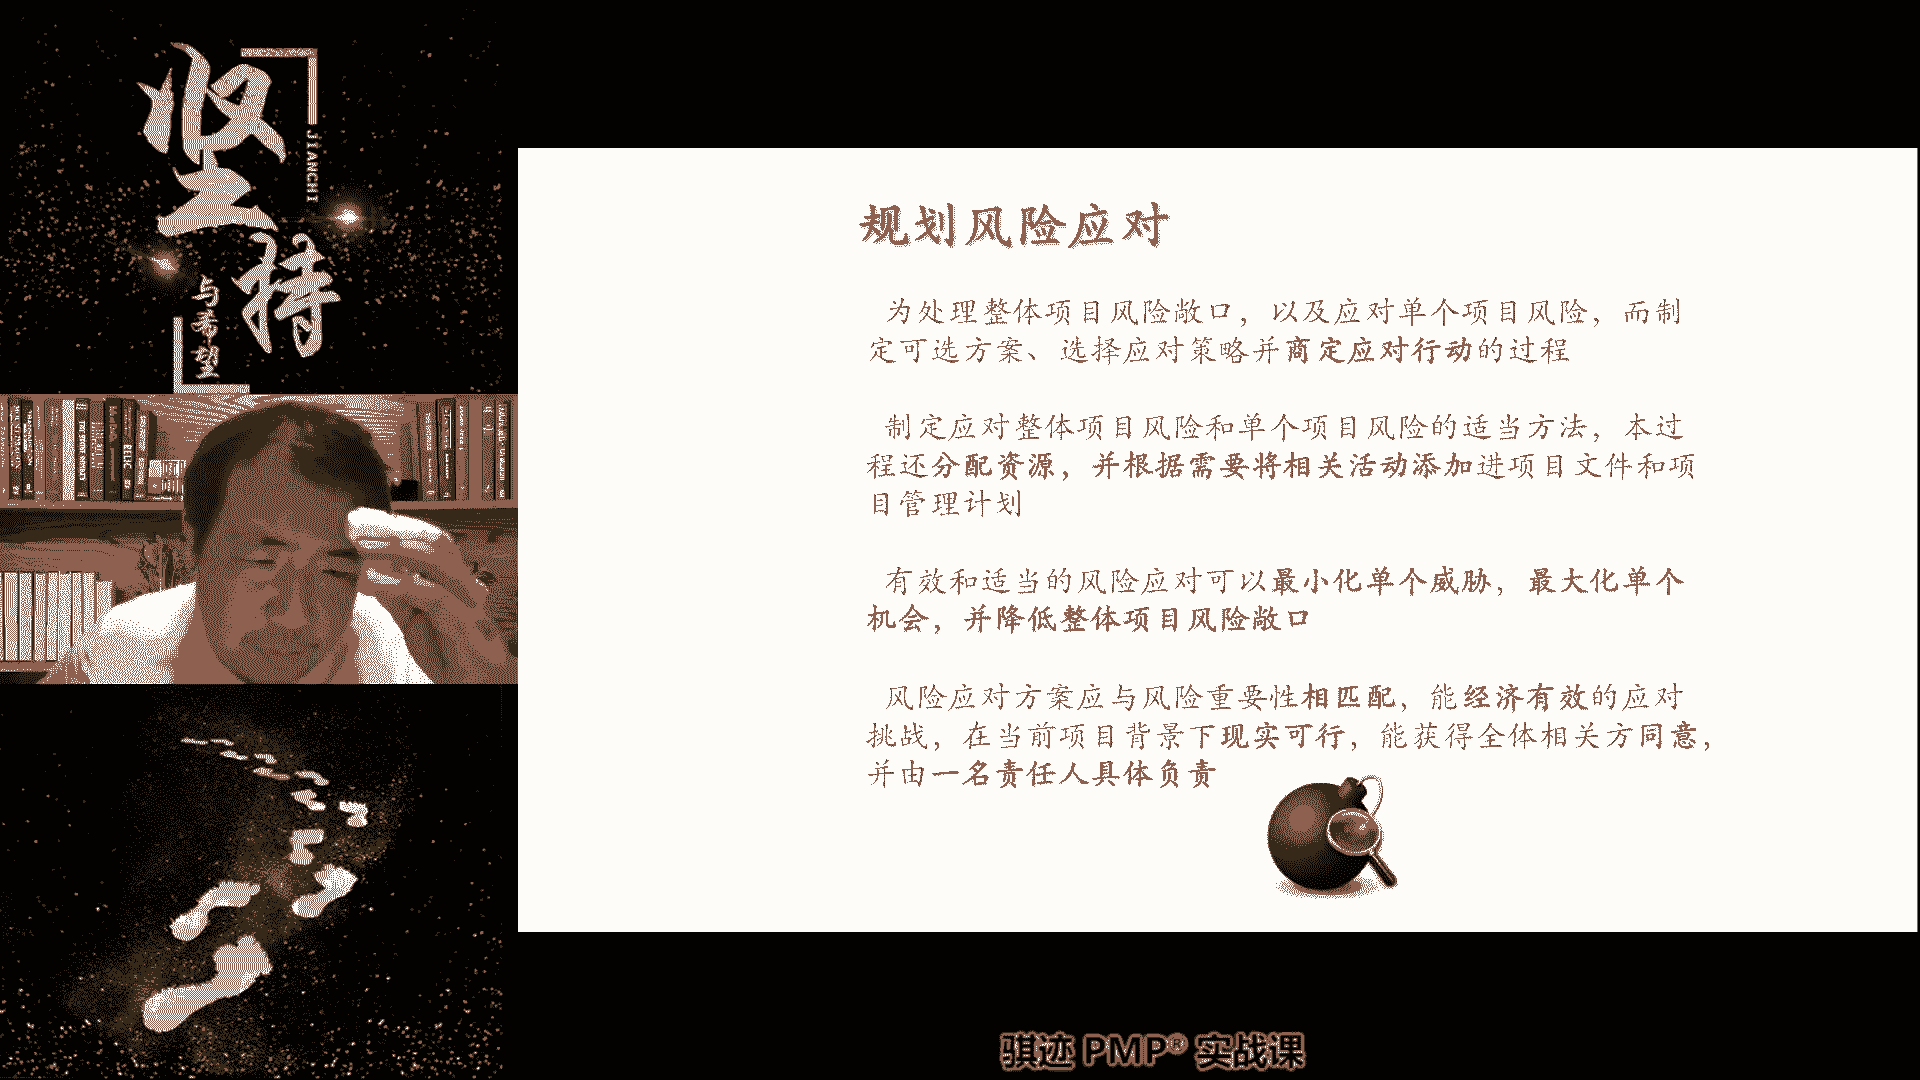 坚
持
JIANCHI
与希望
规划风险应对
为处理整体项目风险敞口，以及应对单个项目风险，而制
定可选方案、选择应对策略并商定应对行动的过程
制定应对整体项目风险和单个项目风险的适当方法，本过
程还分配资源，并根据需要将相关活动添加进项目文件和项
目管理计划
有效和适当的风险应对可以最小化单个威胁，最大化单个
机会，并降低整体项目风险敞口
风险应对方案应与风险重要性相匹配，能经济有效的应对
挑战，在当前项目背景下现实可行，能获得全体相关方同意，
并由一名责任人具体负责
骐迹 PMP® 实战课